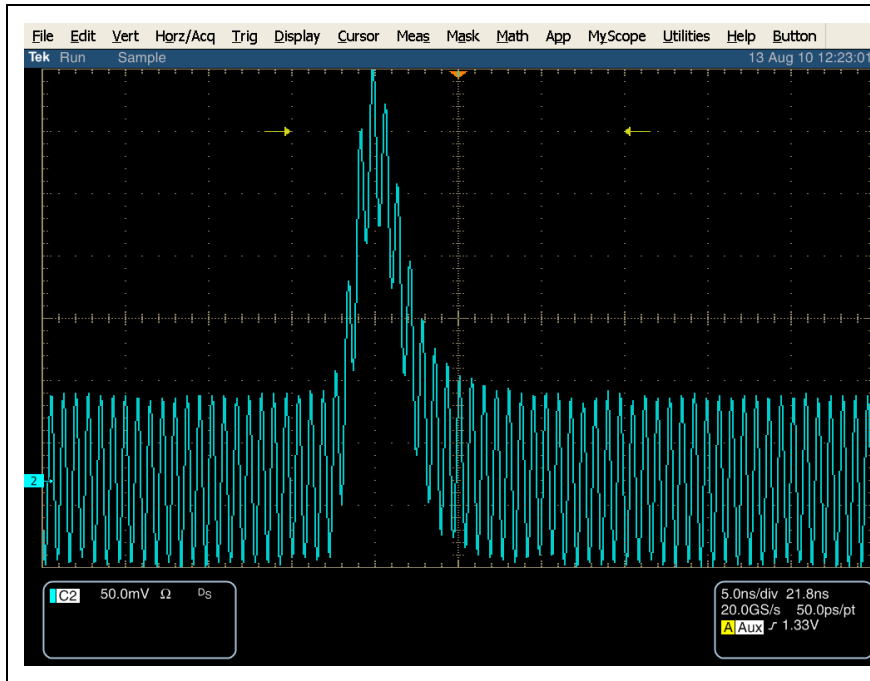 File Edit Vert Horz/Acq Trig Display Cursor Meas Mask Math App MyScope Utilities Help Button
Tek Run Sample 13 Aug 10 12:23:01
2
C2 50.0mV Ω Ds
5.0ns/div 21.8ns
20.0GS/s 50.0ps/pt
A Aux 1.33V